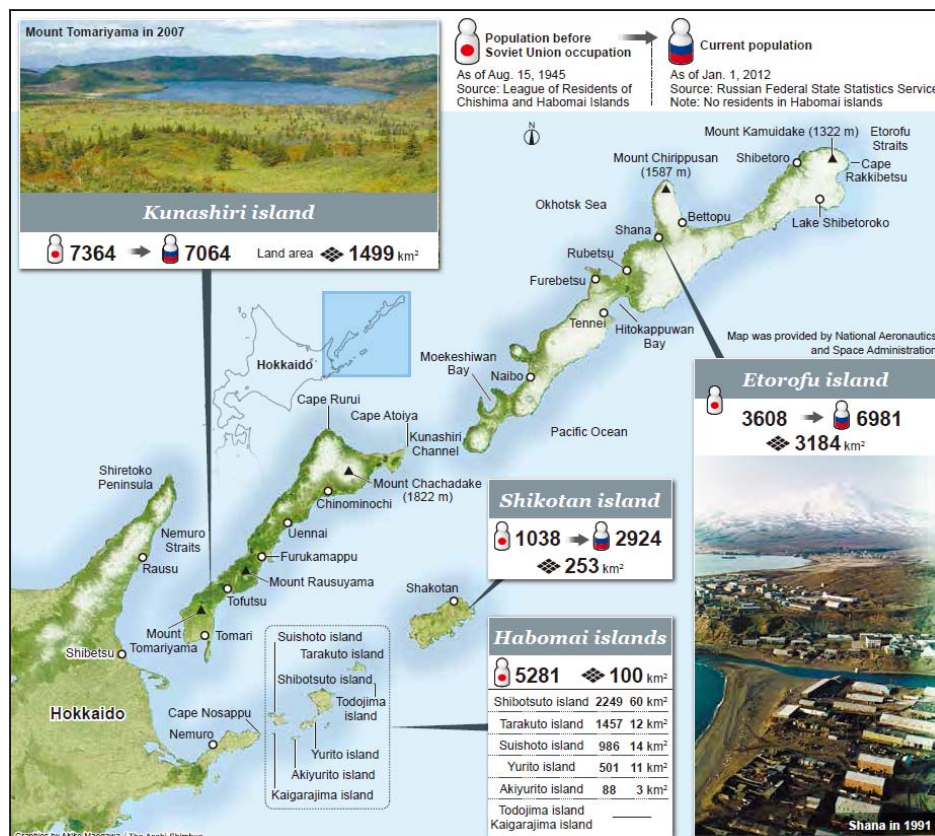 Mount Tomariyama in 2007
Kunashiri island
7364 7064 Land area 1499 km²
Population before
Soviet Union occupation
As of Aug. 15, 1945
Source: League of Residents of
Chishima and Habomai Islands
Current population
As of Jan. 1, 2012
Source: Russian Federal State Statistics Service
Note: No residents in Habomai islands
N
Mount Kamuidake (1322 m)
Etorofu
Straits
Mount Chirippusan
(1587 m)
Shibetoro
Cape
Rakkibetsu
Okhotsk Sea
Bettopu
Lake Shibetoroko
Shana
Rubetsu
Furebetsu
Tennei
Hitokappuwan
Bay
Map was provided by National Aeronautics
and Space Administration
Hokkaido
Moekeshiwan
Bay
Naibo
Pacific Ocean
Cape Rurui
Cape Atoiya
Kunashiri
Channel
Mount Chachadake
(1822 m)
Chinominochi
Shiretoko
Peninsula
Nemuro
Straits
Uennai
Rausu
Furukamappu
Mount Rausuyama
Tofutsu
Mount
Tomariyama
Tomari
Shibetsu
Hokkaido
Cape Nosappu
Nemuro
Shakotan
Suishoto island
Tarakuto island
Shibotsuto island
Todojima
island
Yurito island
Akiyurito island
Kaigarajima island
Etorofu island
3608 6981
3184 km²
Shikotan island
1038 2924
253 km²
Habomai islands
5281 100 km²
Shibotsuto island 2249 60 km²
Tarakuto island 1457 12 km²
Suishoto island 986 14 km²
Yurito island 501 11 km²
Akiyurito island 88 3 km²
Todojima
Kaigarajima island
Shana in 1991